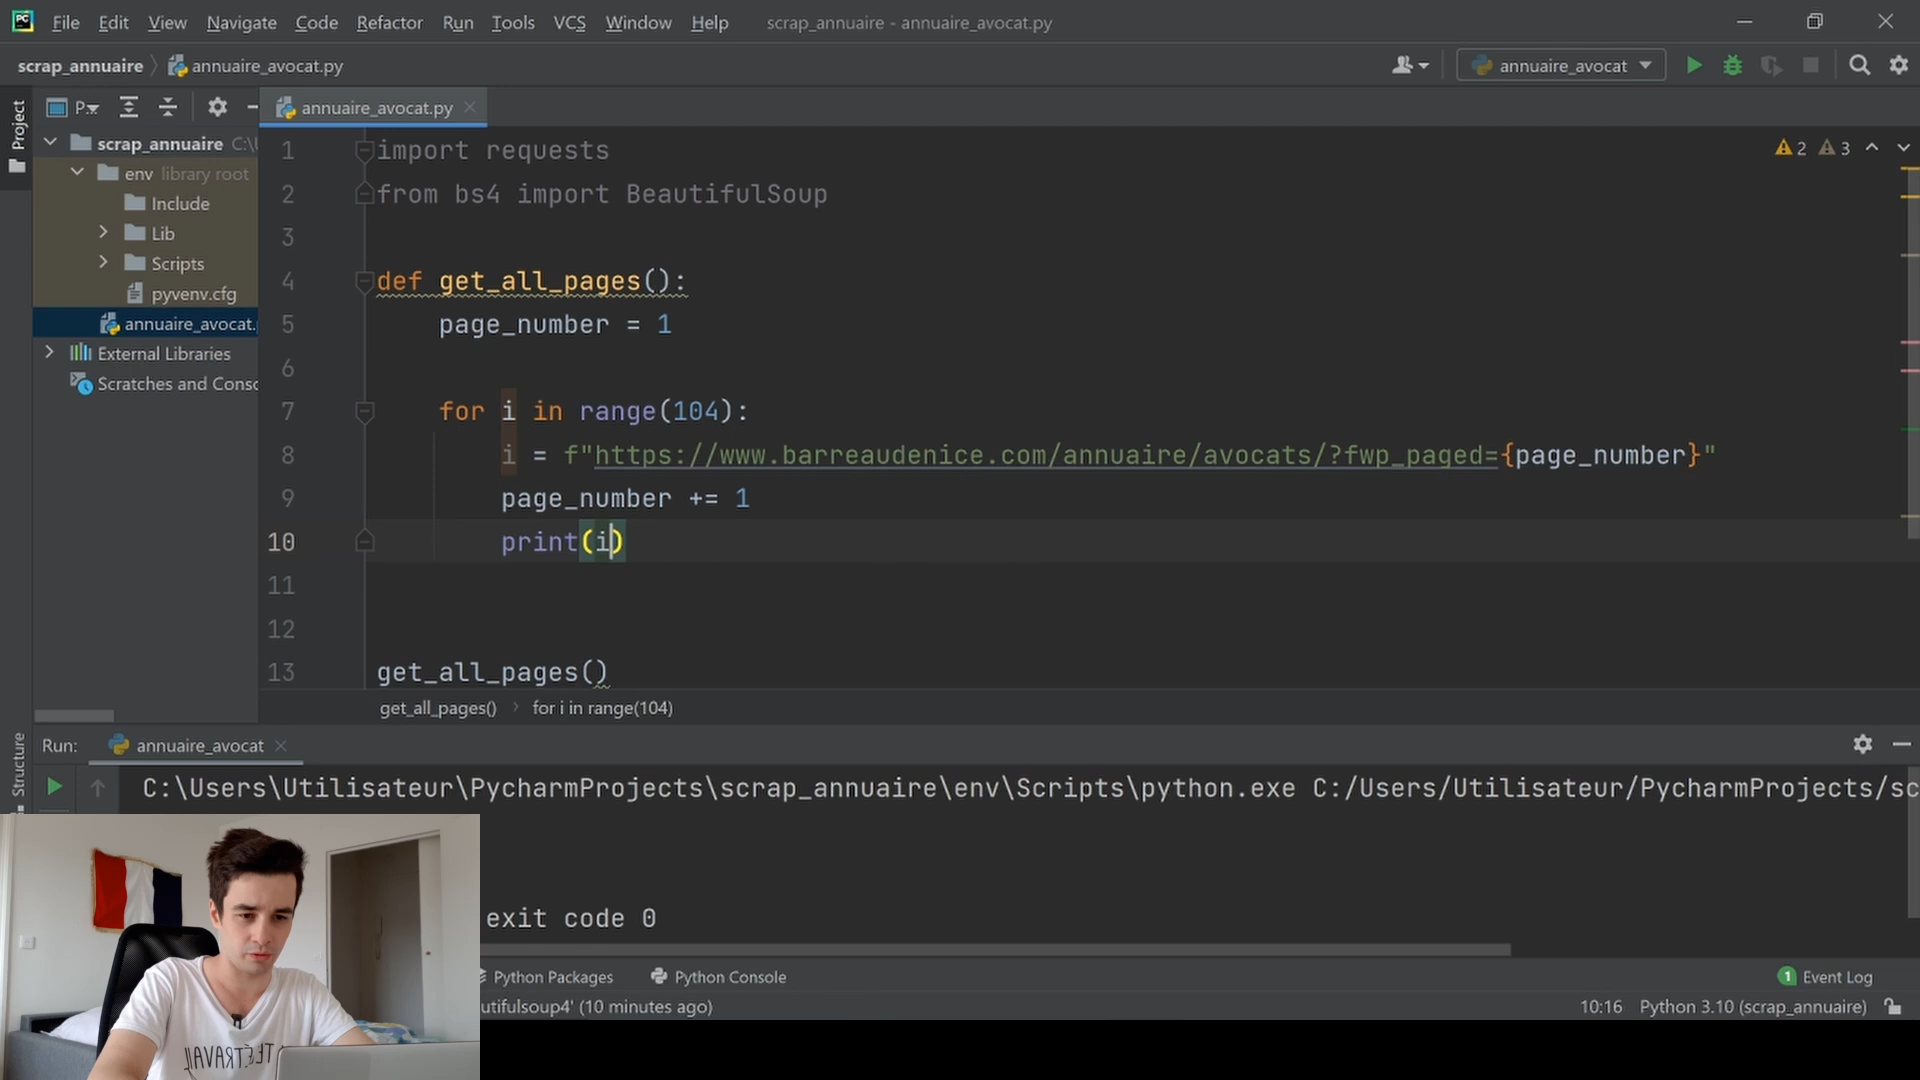 File Edit View Navigate Code Refactor Run Tools VCS Window Help scrap_annuaire - annuaire_avocat.py
scrap_annuaire annuaire_avocat.py annuaire_avocat
Project
P
annuaire_avocat.py
scrap_annuaire C:\
env library root
Include
Lib
Scripts
pyvenv.cfg
annuaire_avocat.
External Libraries
Scratches and Conso
2 3
1 import requests
2 from bs4 import BeautifulSoup
3
4 def get_all_pages():
5 page_number = 1
6
7 for i in range(104):
8 i = f"https://www.barreaudenice.com/annuaire/avocats/?fwp_paged={page_number}"
9 page_number += 1
10 print(i)
11
12
13 get_all_pages()
get_all_pages() for i in range(104)
Structure
Run: annuaire_avocat
C:\Users\Utilisateur\PycharmProjects\scrap_annuaire\env\Scripts\python.exe C:/Users/Utilisateur/PycharmProjects/sc
exit code 0
Python Packages Python Console 1 Event Log
utifulsoup4' (10 minutes ago) 10:16 Python 3.10 (scrap_annuaire)
TÉLÉTRAVAIL